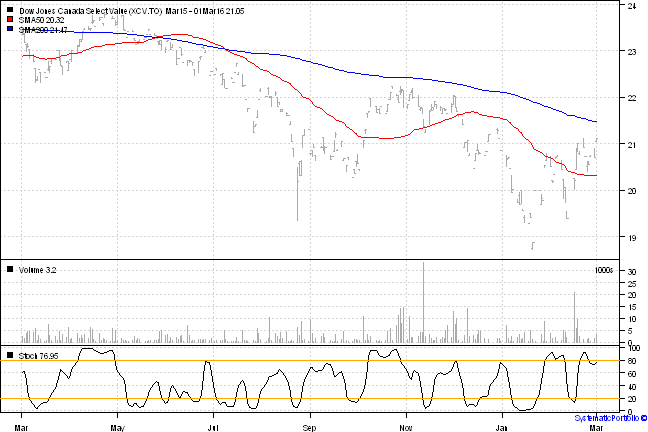 Dow Jones Canada Select Value (XCV.TO) Mar15 - 01Mar16 21.05
SMA50 20.32
SMA200 21.47
24
23
22
21
20
19
Volume 3.2
1000s
30
25
20
15
10
5
0
Stoch 76.95
100
80
60
40
20
0
Mar
May
Jul
Sep
Nov
Jan
Mar
SystematicPortfolio ©